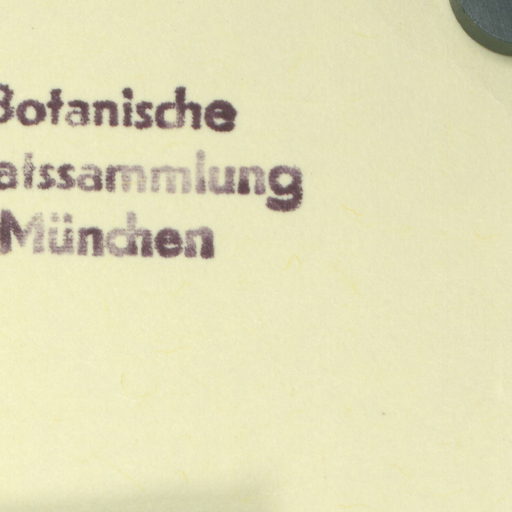 Botanische
atssammlung
München